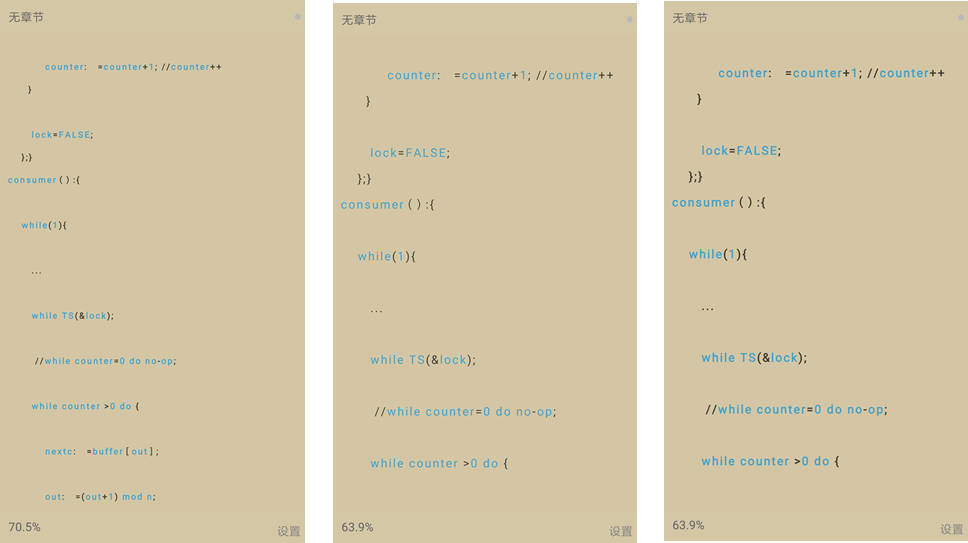 无章节
counter: =counter+1; //counter++
}
lock=FALSE;
};}
consumer():{
while(1){
...
while TS(&lock);
//while counter=0 do no-op;
while counter >0 do {
nextc: =buffer[out];
out: =(out+1) mod n;
70.5%
设置
无章节
counter: =counter+1; //counter++
}
lock=FALSE;
};}
consumer():{
while(1){
...
while TS(&lock);
//while counter=0 do no-op;
while counter >0 do {
63.9%
设置
无章节
counter: =counter+1; //counter++
}
lock=FALSE;
};}
consumer():{
while(1){
...
while TS(&lock);
//while counter=0 do no-op;
while counter >0 do {
63.9%
设置